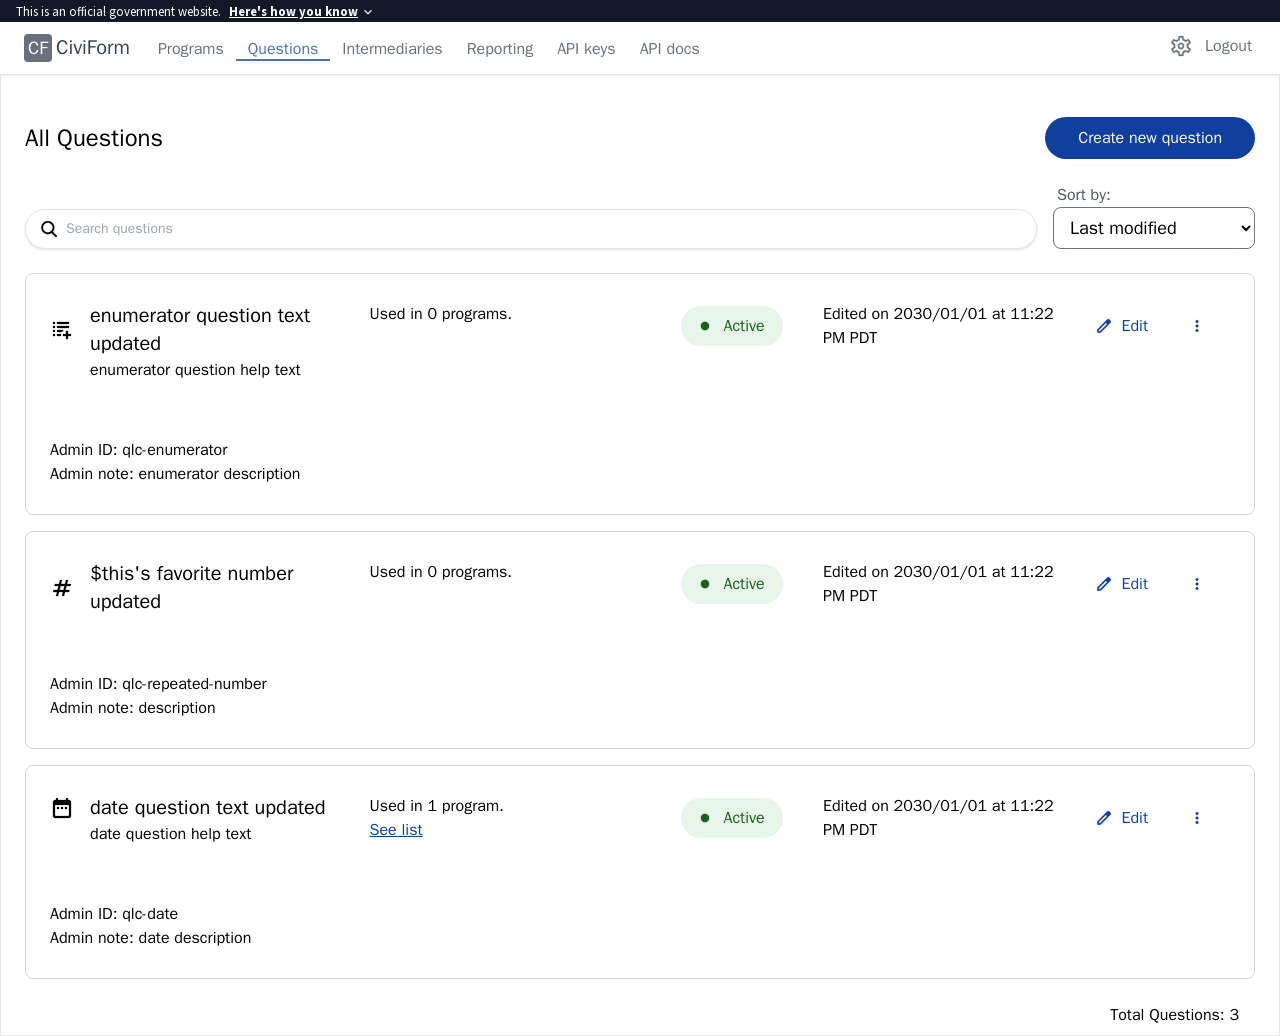 This is an official government website. Here's how you know
CF CiviForm Programs Questions Intermediaries Reporting API keys API docs Logout
All Questions
Create new question
Sort by:
Search questions
Last modified
enumerator question text
updated
enumerator question help text
Used in 0 programs.
Active
Edited on 2030/01/01 at 11:22
PM PDT
Edit
Admin ID: qlc-enumerator
Admin note: enumerator description
$this's favorite number
updated
Used in 0 programs.
Active
Edited on 2030/01/01 at 11:22
PM PDT
Edit
Admin ID: qlc-repeated-number
Admin note: description
date question text updated
date question help text
Used in 1 program.
See list
Active
Edited on 2030/01/01 at 11:22
PM PDT
Edit
Admin ID: qlc-date
Admin note: date description
Total Questions: 3